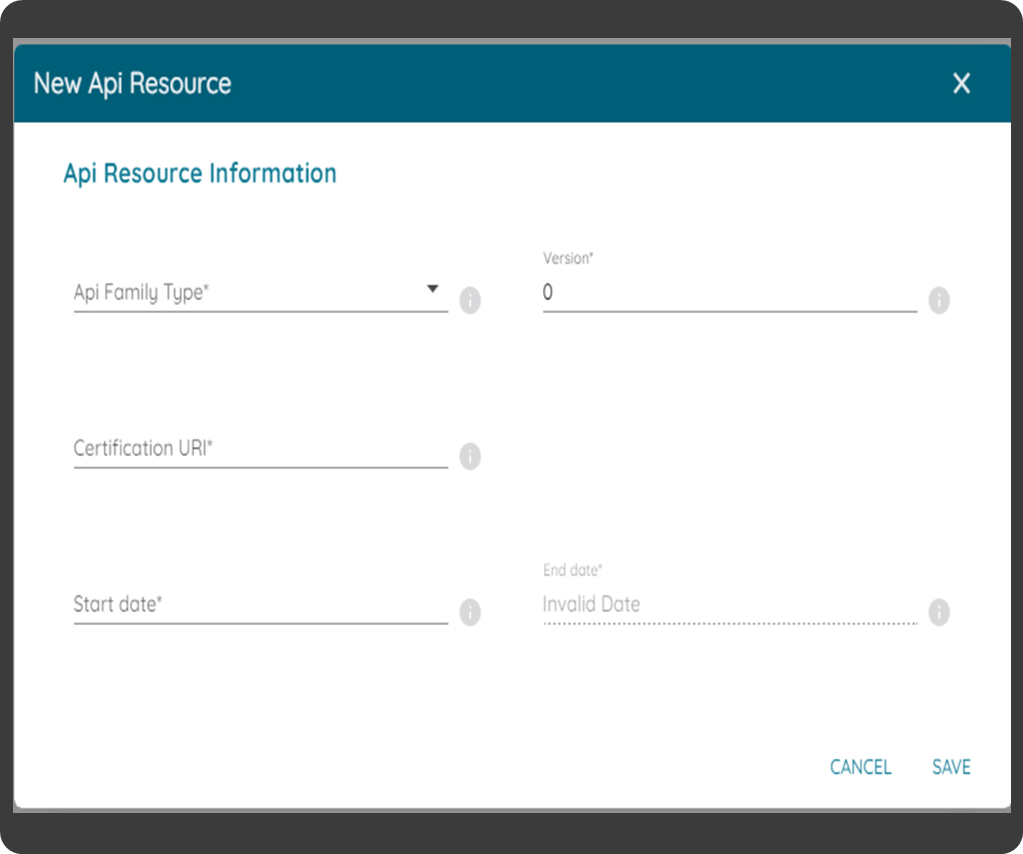 New Api Resource
X
Api Resource Information
Api Family Type*
Version*
0
Certification URI*
Start date*
End date*
Invalid Date
CANCEL
SAVE